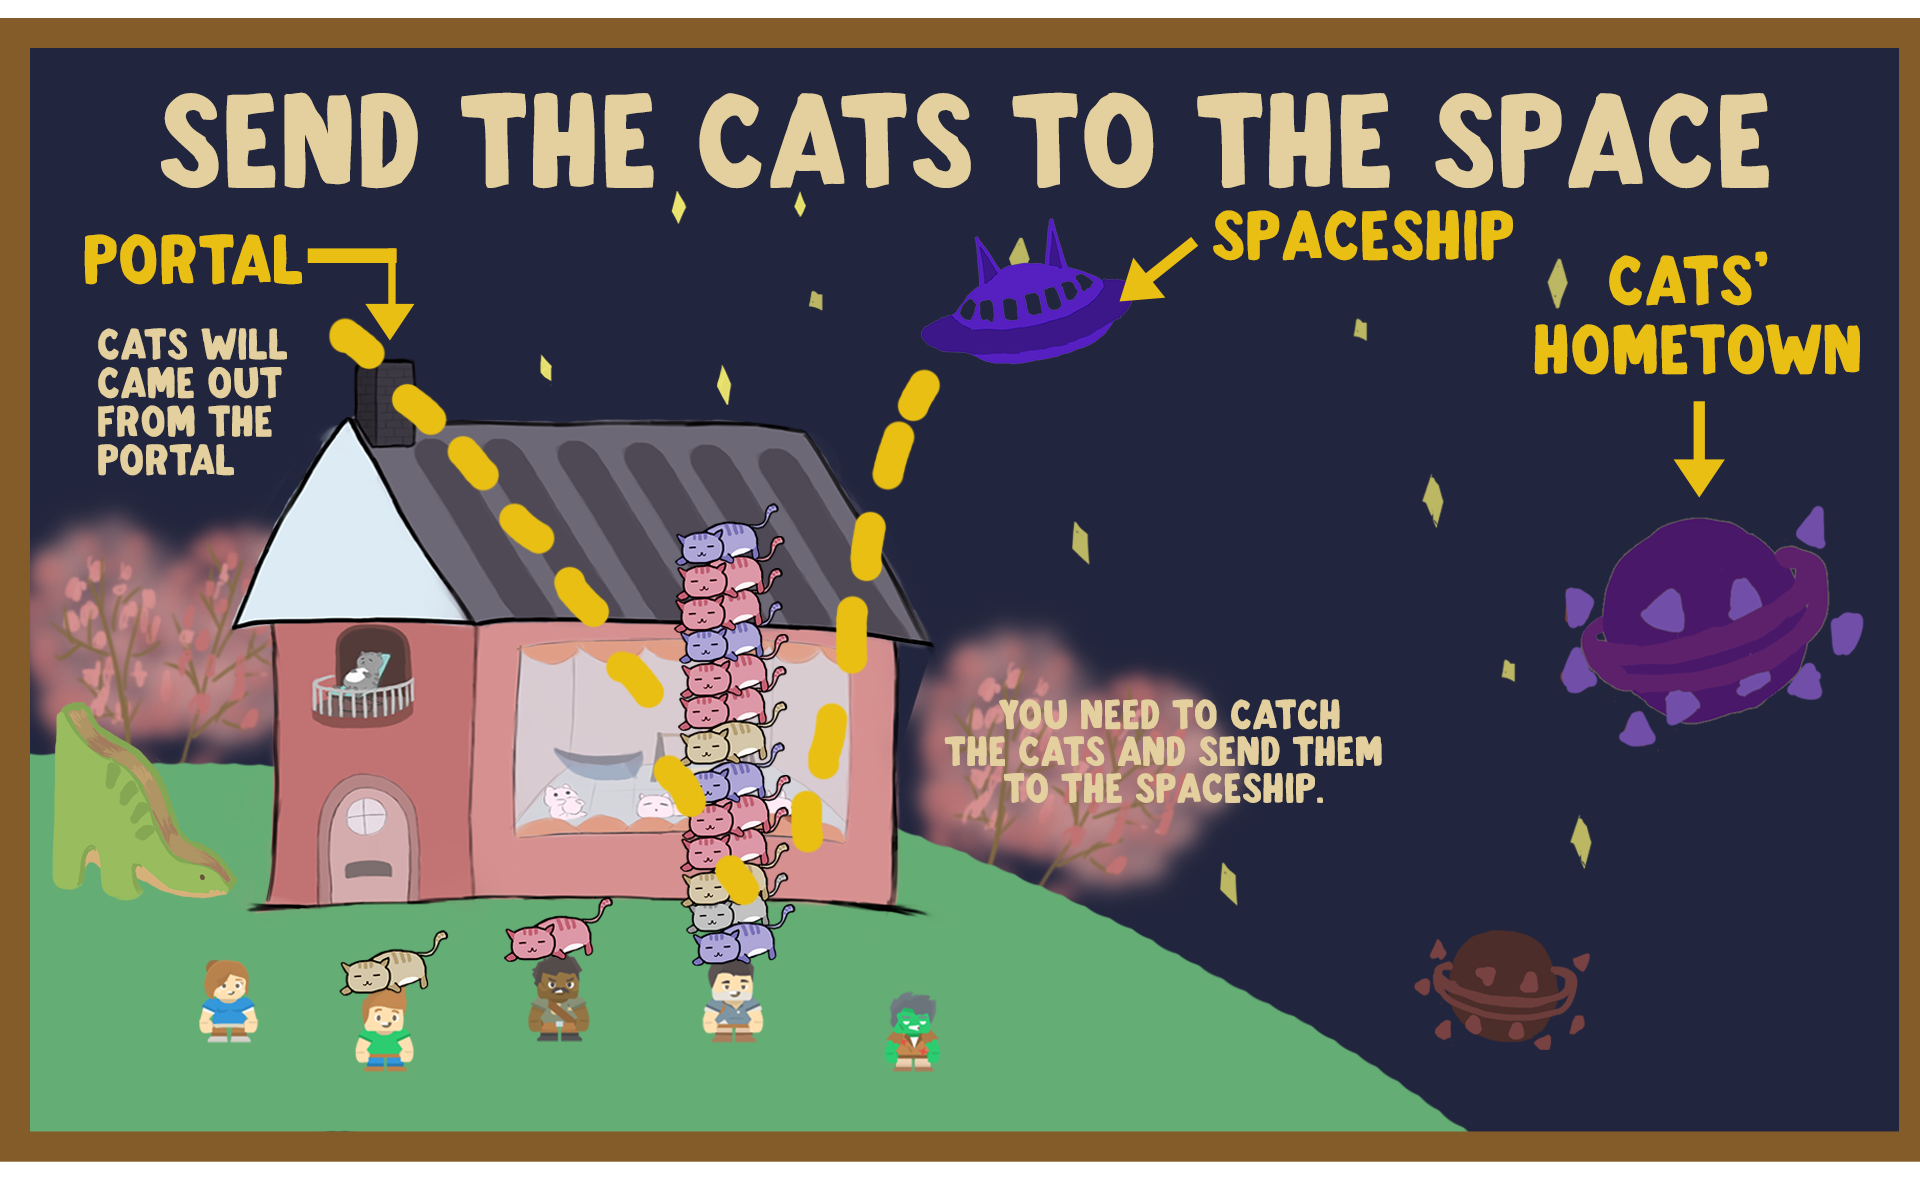 SEND THE CATS TO THE SPACE
PORTAL
SPACESHIP
CATS'
HOMETOWN
CATS WILL
CAME OUT
FROM THE
PORTAL
YOU NEED TO CATCH
THE CATS AND SEND THEM
TO THE SPACESHIP.